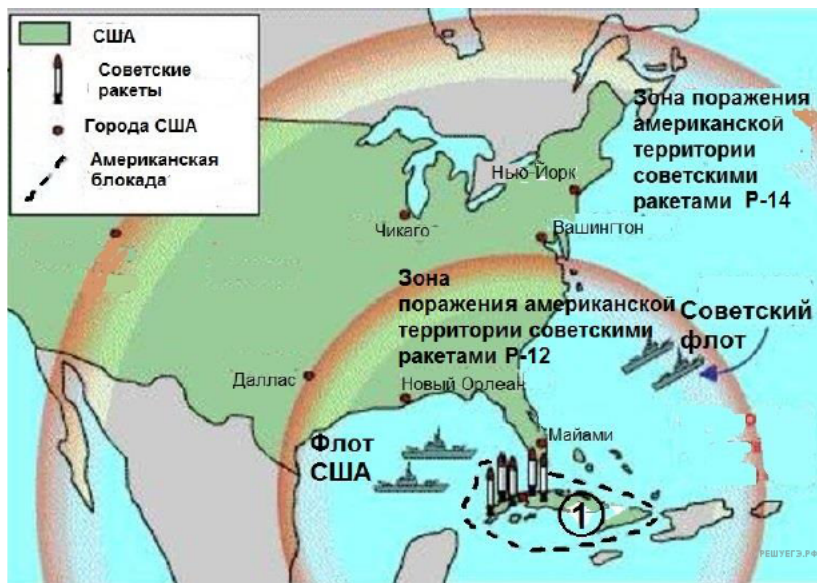 США
Советские
ракеты
Города США
Американская
блокада
Зона поражения
американской
территории
советскими
ракетами Р-14
Нью-Йорк
Чикаго
Вашингтон
Зона
поражения американской
территории советскими
ракетами Р-12
Советский
флот
Даллас
Новый Орлеан
Майами
Флот
США
1
РЕШУЕГЭ.РФ